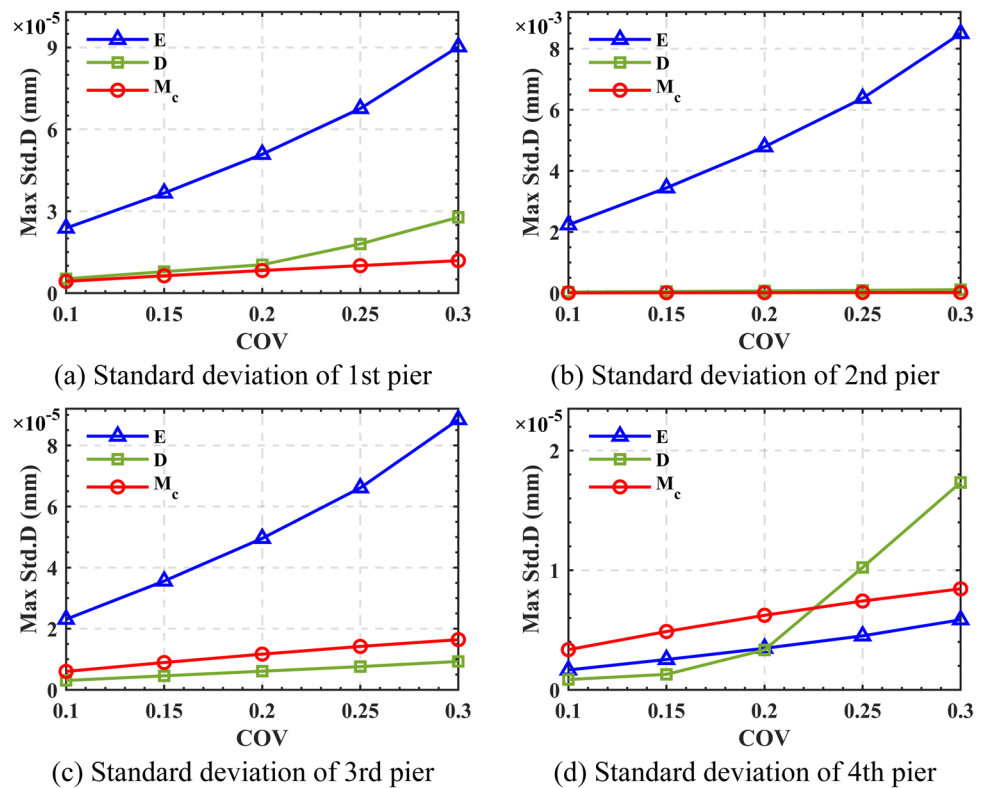 ×10⁻⁵
E
D
M_c
9
6
3
0
Max Std.D (mm)
0.1 0.15 0.2 0.25 0.3
COV
(a) Standard deviation of 1st pier
×10⁻³
E
D
M_c
8
6
4
2
0
Max Std.D (mm)
0.1 0.15 0.2 0.25 0.3
COV
(b) Standard deviation of 2nd pier
×10⁻⁵
E
D
M_c
8
6
4
2
0
Max Std.D (mm)
0.1 0.15 0.2 0.25 0.3
COV
(c) Standard deviation of 3rd pier
×10⁻⁵
E
D
M_c
2
1
0
Max Std.D (mm)
0.1 0.15 0.2 0.25 0.3
COV
(d) Standard deviation of 4th pier